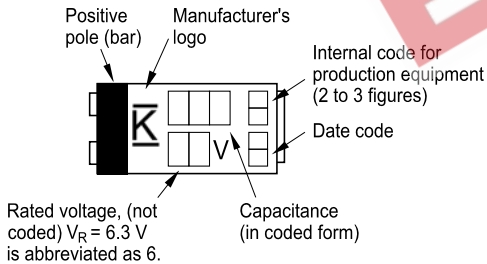 Positive
pole (bar)
Manufacturer's
logo
Internal code for
production equipment
(2 to 3 figures)
Date code
K
V
Rated voltage, (not
coded) VR = 6.3 V
is abbreviated as 6.
Capacitance
(in coded form)